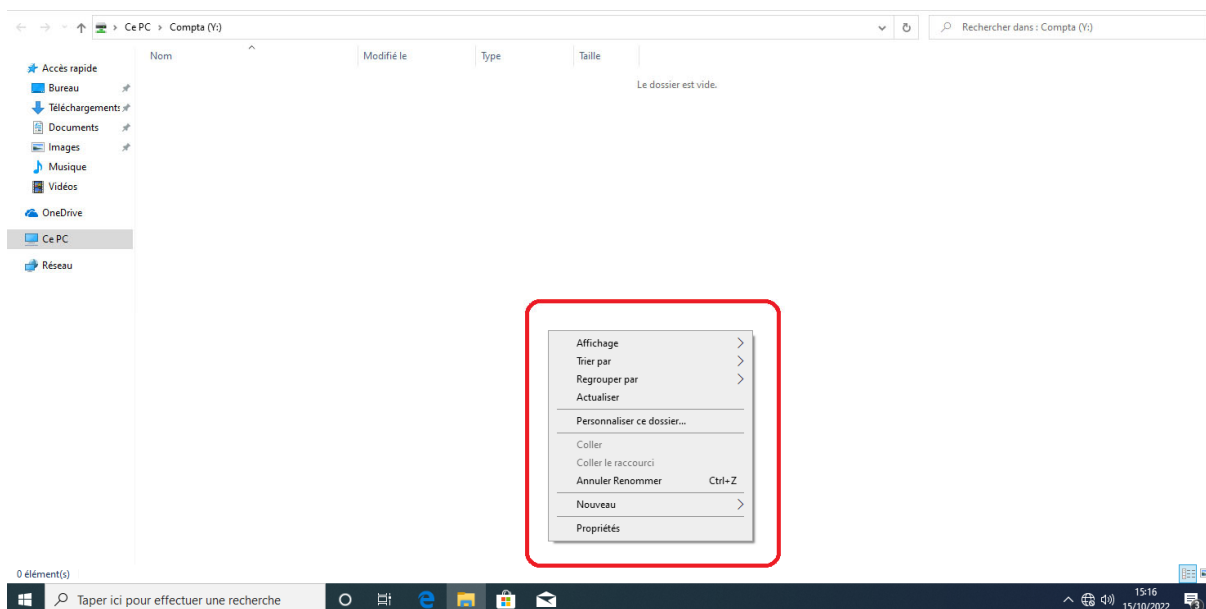 Ce PC > Compta (Y:)
Rechercher dans : Compta (Y:)
Nom Modifié le Type Taille
Le dossier est vide.
Accès rapide
Bureau
Téléchargements
Documents
Images
Musique
Vidéos
OneDrive
Ce PC
Réseau
Affichage
Trier par
Regrouper par
Actualiser
Personnaliser ce dossier...
Coller
Coller le raccourci
Annuler Renommer Ctrl+Z
Nouveau
Propriétés
0 élément(s)
Taper ici pour effectuer une recherche
15:16
15/10/2022
3